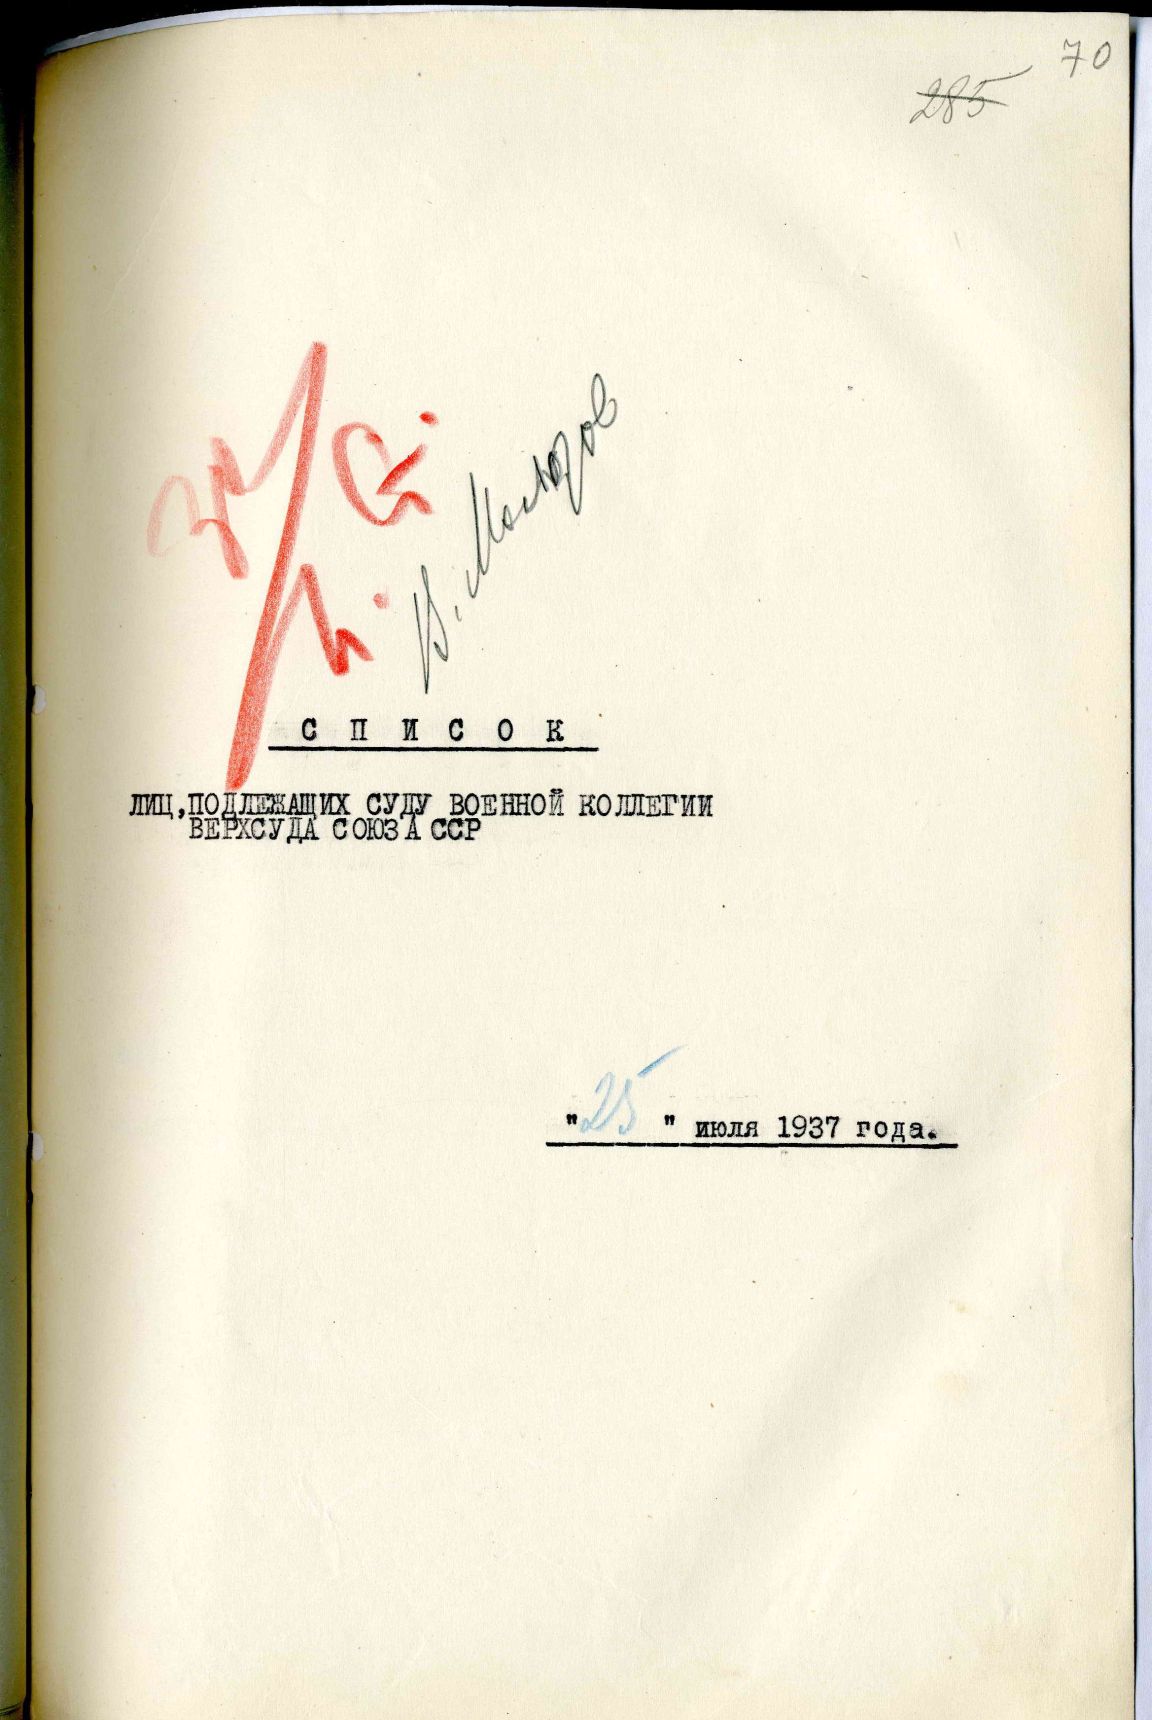 70
285
За
И. Ст.
В. Молотов
СПИСОК
ЛИЦ,ПОДЛЕЖАЩИХ СУДУ ВОЕННОЙ КОЛЛЕГИИ
ВЕРХСУДА СОЮЗА ССР
"25" июля 1937 года.